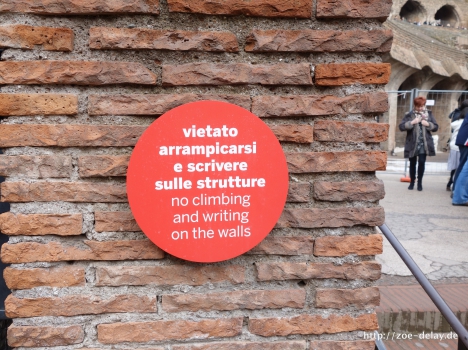 vietato
arrampicarsi
e scrivere
sulle strutture
no climbing
and writing
on the walls
http://zoe-delay.de